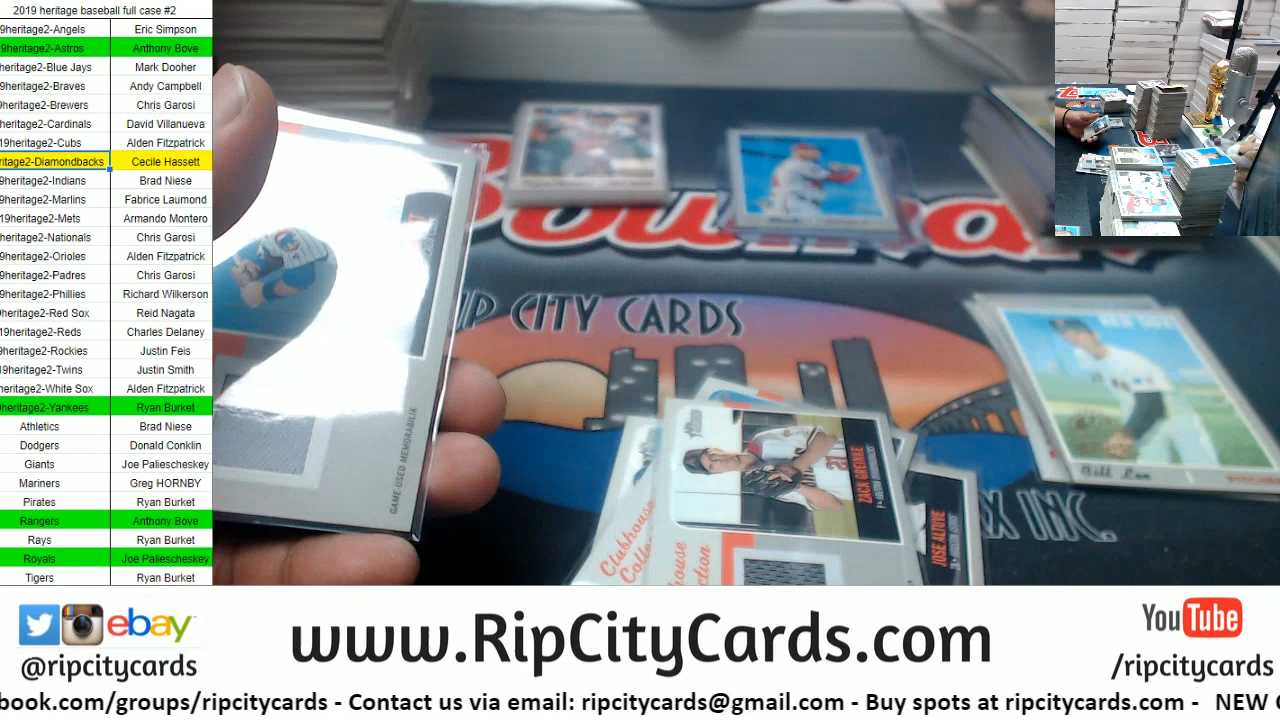 2019 heritage baseball full case #2
9heritage2-Angels Eric Simpson
9heritage2-Astros Anthony Bove
heritage2-Blue Jays Mark Dooher
9heritage2-Braves Andy Campbell
heritage2-Brewers Chris Garosi
heritage2-Cardinals David Villanueva
19heritage2-Cubs Alden Fitzpatrick
ritage2-Diamondbacks Cecile Hassett
9heritage2-Indians Brad Niese
9heritage2-Marlins Fabrice Laumond
19heritage2-Mets Armando Montero
heritage2-Nationals Chris Garosi
9heritage2-Orioles Alden Fitzpatrick
9heritage2-Padres Chris Garosi
9heritage2-Phillies Richard Wilkerson
heritage2-Red Sox Reid Nagata
19heritage2-Reds Charles Delaney
9heritage2-Rockies Justin Feis
19heritage2-Twins Justin Smith
heritage2-White Sox Alden Fitzpatrick
heritage2-Yankees Ryan Burket
Athletics Brad Niese
Dodgers Donald Conklin
Giants Joe Paliescheskey
Mariners Greg HORNBY
Pirates Ryan Burket
Rangers Anthony Bove
Rays Ryan Burket
Royals Joe Paliescheskey
Tigers Ryan Burket
IP CITY CARDS
GAME-USED MEMORABILIA
ZACK GREINKE
JOSE ALTUVE
Clubhouse
Bill Lee
INC.
ebay
@ripcitycards
www.RipCityCards.com
YouTube
/ripcitycards
book.com/groups/ripcitycards - Contact us via email: ripcitycards@gmail.com - Buy spots at ripcitycards.com - NEW